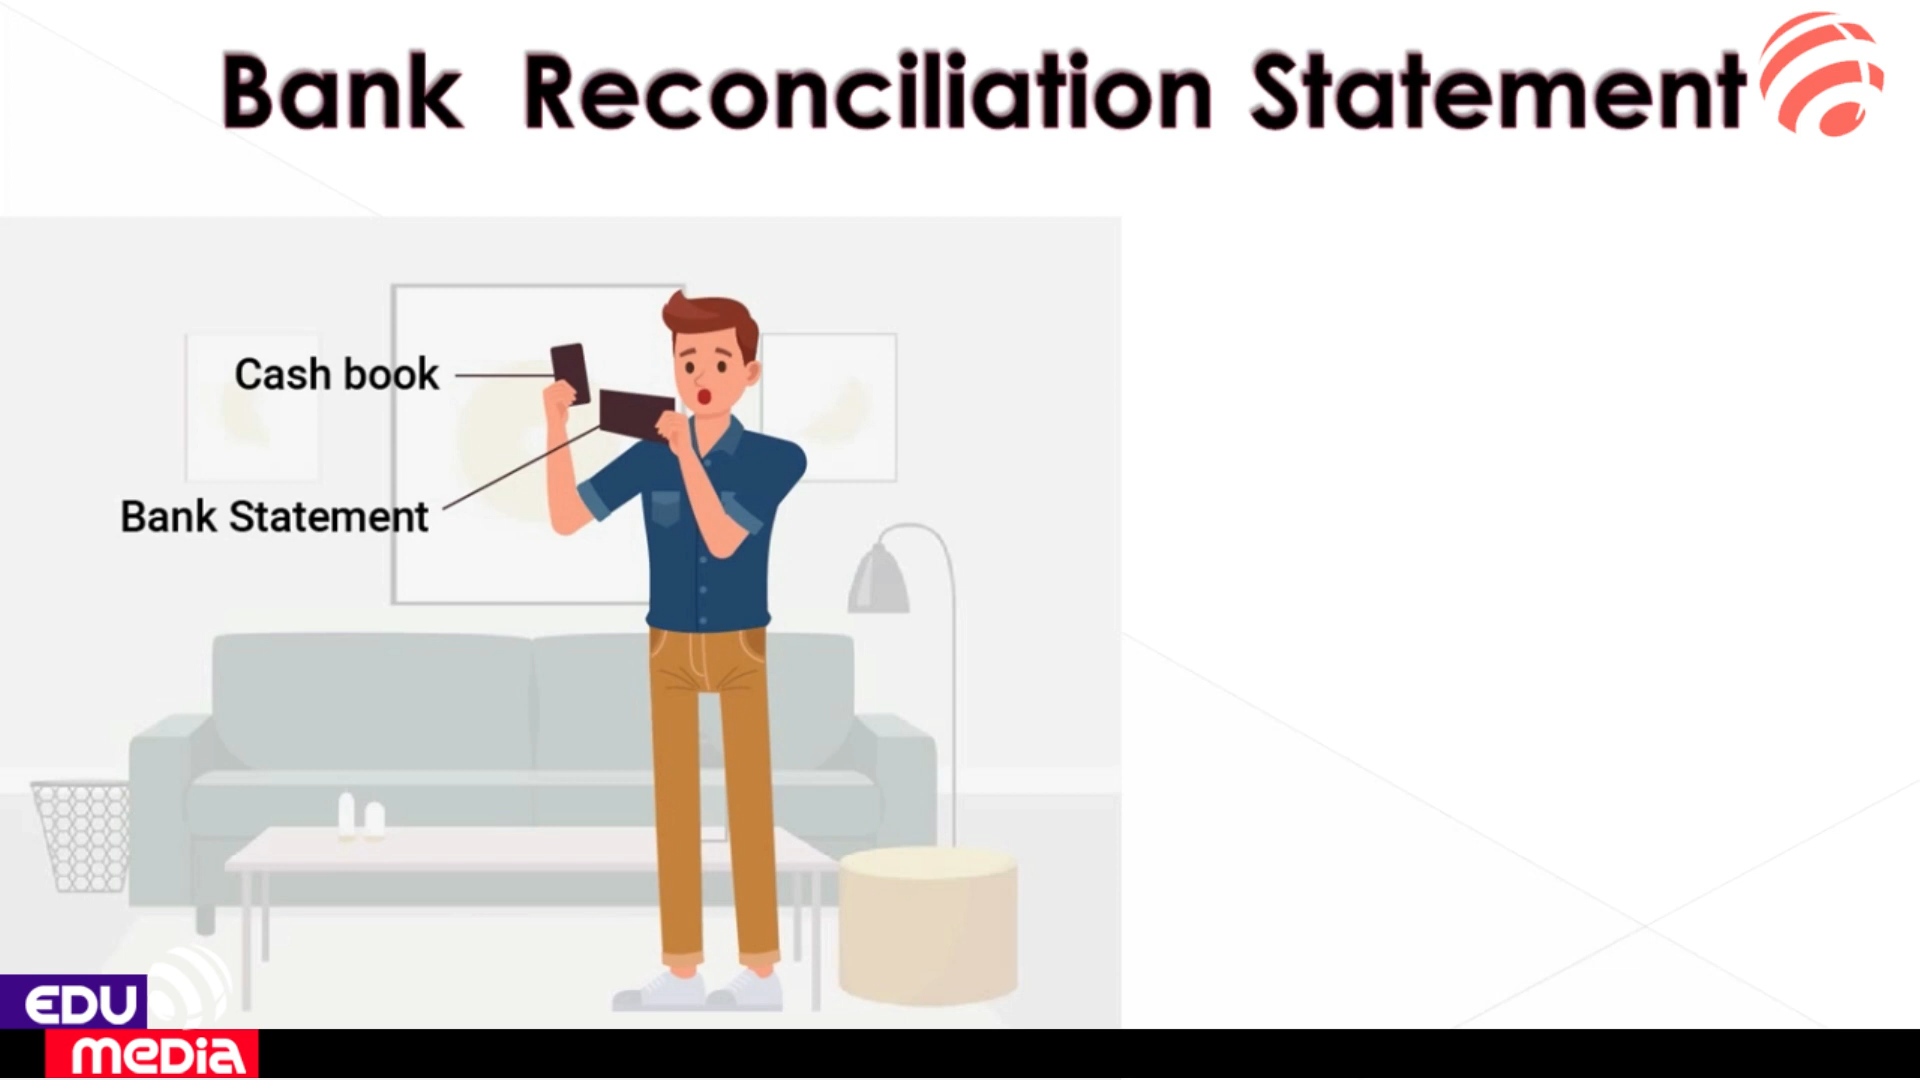 Bank Reconciliation Statement
Cash book
Bank Statement
EDU
MEDIA